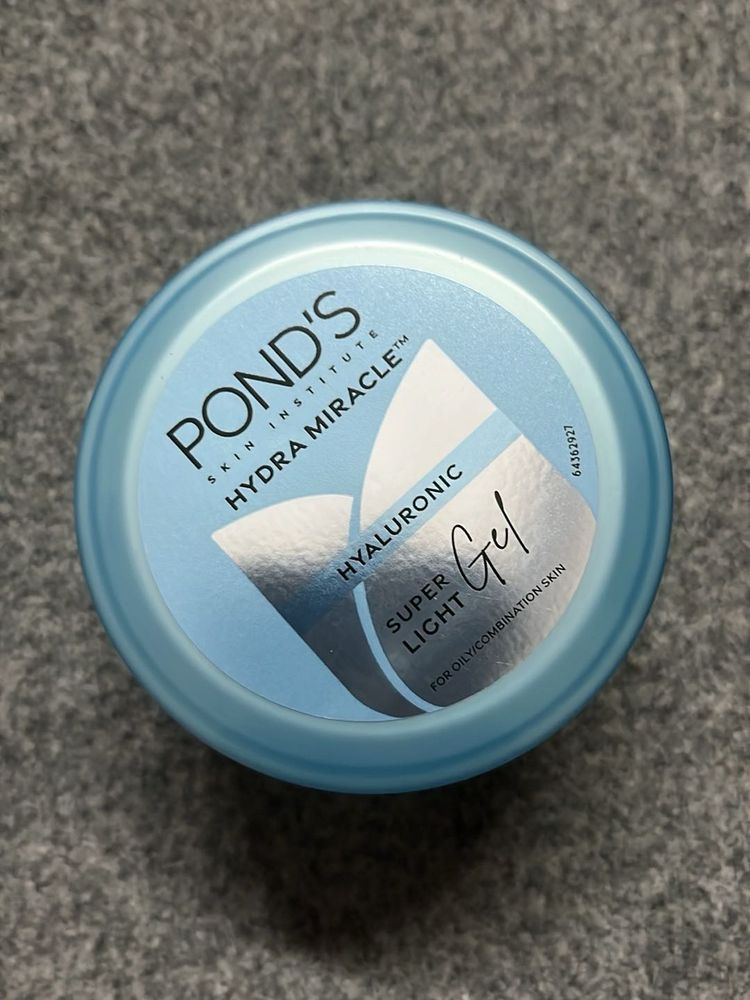 POND'S
SKIN INSTITUTE
HYDRA MIRACLE™
HYALURONIC
SUPER
LIGHT Gel
FOR OILY/COMBINATION SKIN
64362927